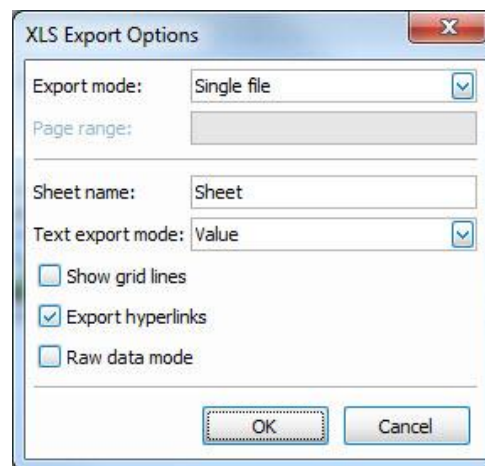 XLS Export Options
Export mode: Single file
Page range:
Sheet name: Sheet
Text export mode: Value
Show grid lines
Export hyperlinks
Raw data mode
OK Cancel